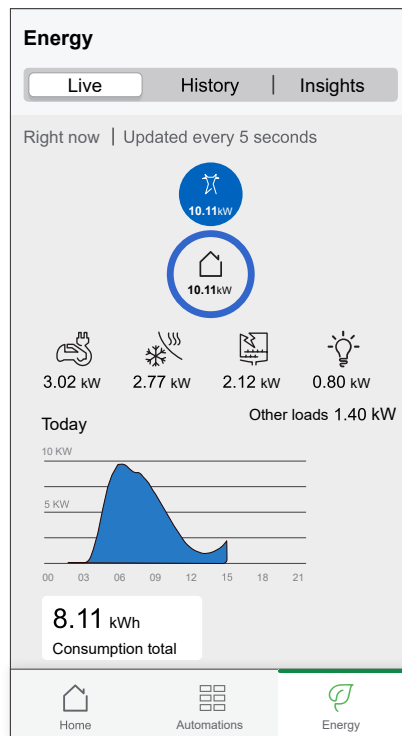 Energy
Live History | Insights
Right now | Updated every 5 seconds
10.11kW
10.11kW
3.02 kW 2.77 kW 2.12 kW 0.80 kW
Other loads 1.40 kW
Today
10 KW
5 KW
00 03 06 09 12 15 18 21
8.11 kWh
Consumption total
Home Automations Energy